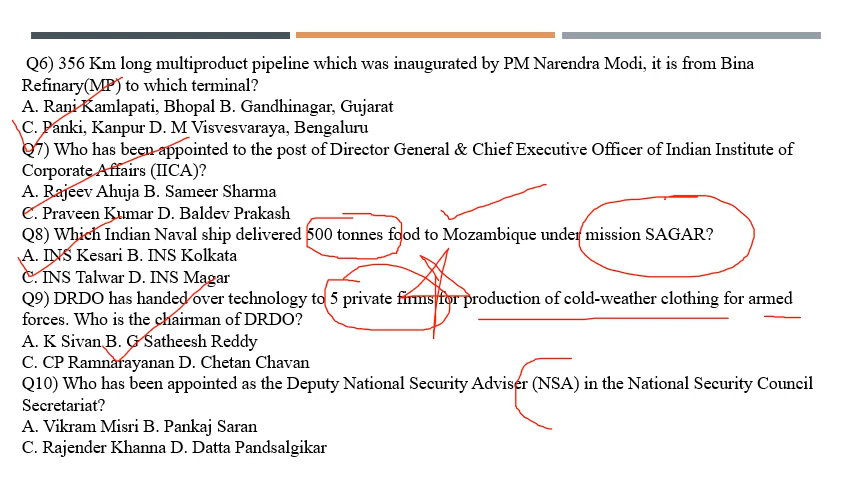 Q6) 356 Km long multiproduct pipeline which was inaugurated by PM Narendra Modi, it is from Bina
Refinary(MP) to which terminal?
A. Rani Kamlapati, Bhopal B. Gandhinagar, Gujarat
C. Panki, Kanpur D. M Visvesvaraya, Bengaluru
Q7) Who has been appointed to the post of Director General & Chief Executive Officer of Indian Institute of
Corporate Affairs (IICA)?
A. Rajeev Ahuja B. Sameer Sharma
C. Praveen Kumar D. Baldev Prakash
Q8) Which Indian Naval ship delivered 500 tonnes food to Mozambique under mission SAGAR?
A. INS Kesari B. INS Kolkata
C. INS Talwar D. INS Magar
Q9) DRDO has handed over technology to 5 private firms for production of cold-weather clothing for armed
forces. Who is the chairman of DRDO?
A. K Sivan B. G Satheesh Reddy
C. CP Ramnarayanan D. Chetan Chavan
Q10) Who has been appointed as the Deputy National Security Adviser (NSA) in the National Security Council
Secretariat?
A. Vikram Misri B. Pankaj Saran
C. Rajender Khanna D. Datta Pandsalgikar